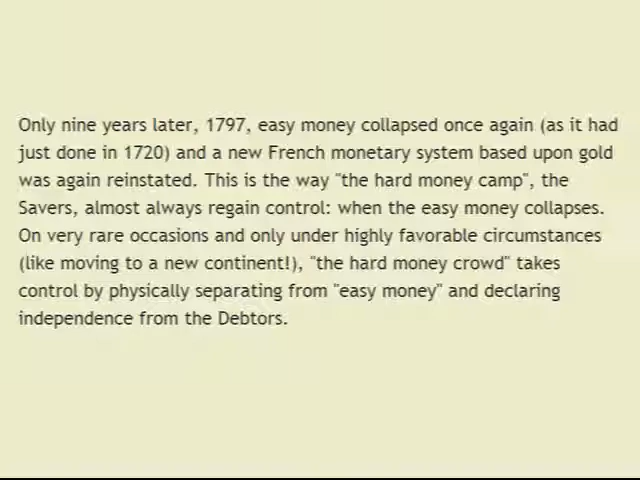 Only nine years later, 1797, easy money collapsed once again (as it had
just done in 1720) and a new French monetary system based upon gold
was again reinstated. This is the way "the hard money camp", the
Savers, almost always regain control: when the easy money collapses.
On very rare occasions and only under highly favorable circumstances
(like moving to a new continent!), "the hard money crowd" takes
control by physically separating from "easy money" and declaring
independence from the Debtors.